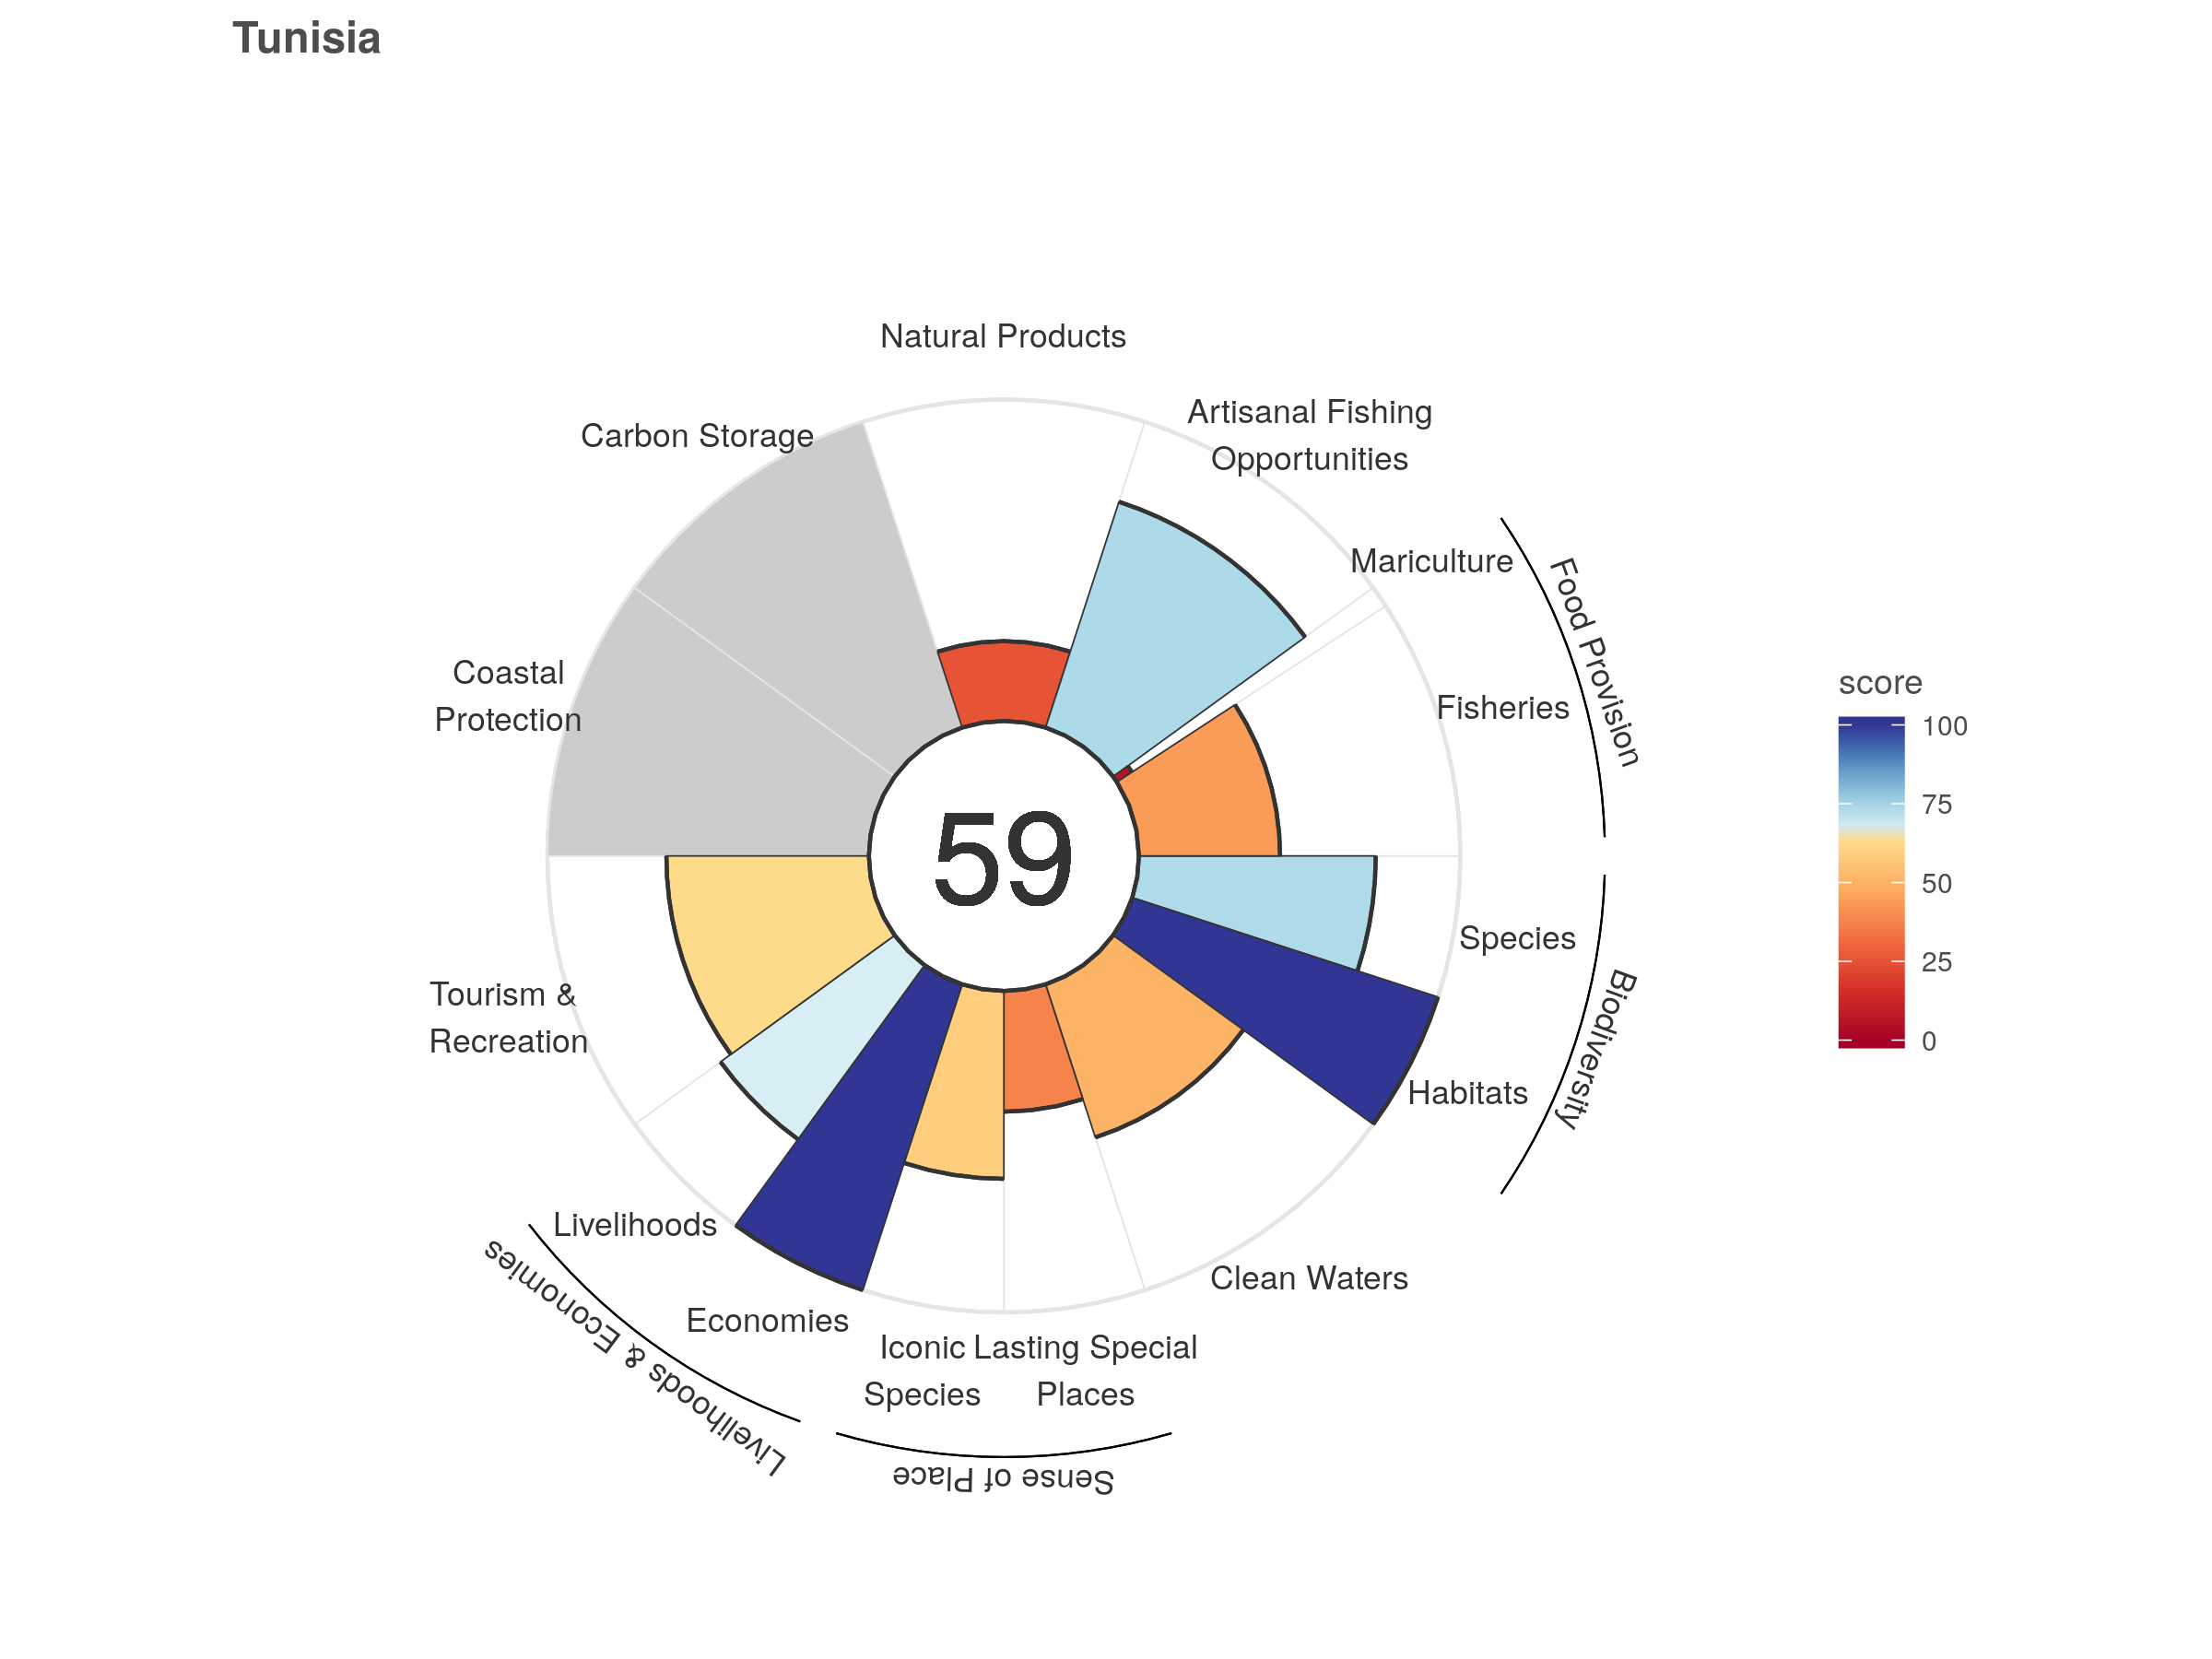 Tunisia
Natural Products
Artisanal Fishing
Opportunities
Carbon Storage
Mariculture
Food Provision
Coastal
Protection
Fisheries
score
100
75
50
25
0
59
Species
Biodiversity
Tourism &
Recreation
Habitats
Livelihoods
Clean Waters
Economies
Livelihoods & Economies
Iconic
Species
Lasting Special
Places
Sense of Place